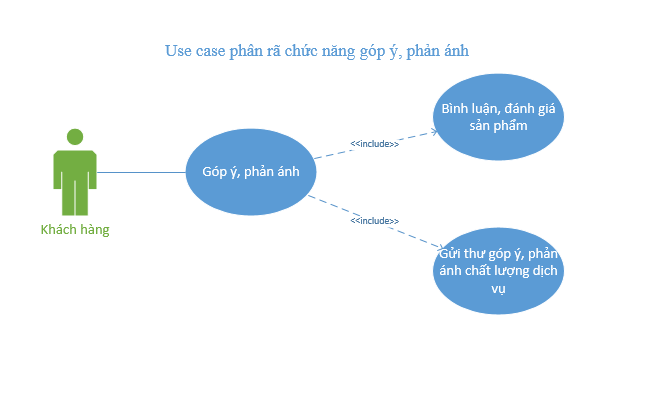 Use case phân rã chức năng góp ý, phản ánh
Bình luận, đánh giá
sản phẩm
<<include>>
Góp ý, phản ánh
<<include>>
Khách hàng
Gửi thư góp ý, phản
ánh chất lượng dịch
vụ